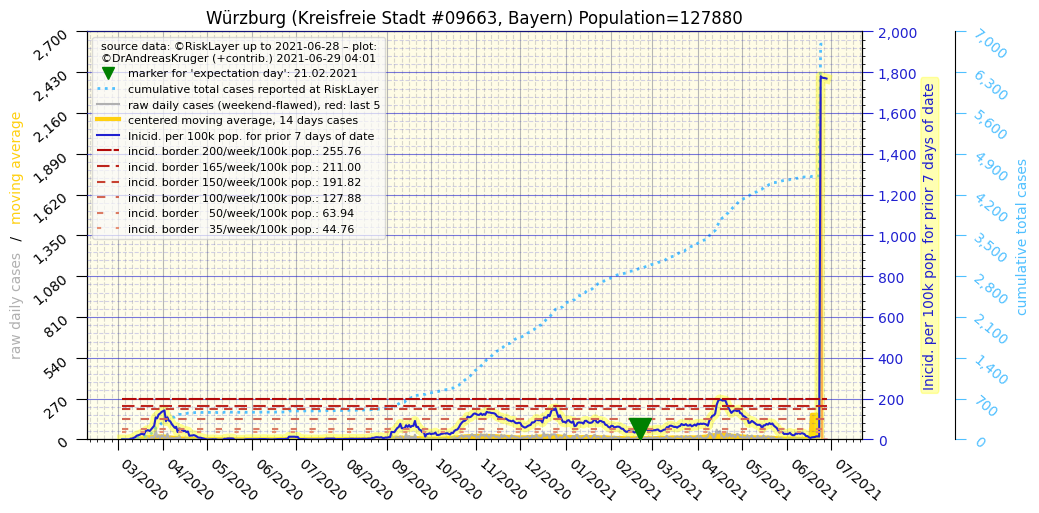 Würzburg (Kreisfreie Stadt #09663, Bayern) Population=127880
source data: ©RiskLayer up to 2021-06-28 – plot:
©DrAndreasKruger (+contrib.) 2021-06-29 04:01
marker for 'expectation day': 21.02.2021
cumulative total cases reported at RiskLayer
raw daily cases (weekend-flawed), red: last 5
centered moving average, 14 days cases
Inicid. per 100k pop. for prior 7 days of date
incid. border 200/week/100k pop.: 255.76
incid. border 165/week/100k pop.: 211.00
incid. border 150/week/100k pop.: 191.82
incid. border 100/week/100k pop.: 127.88
incid. border 50/week/100k pop.: 63.94
incid. border 35/week/100k pop.: 44.76
raw daily cases / moving average
2,700
2,430
2,160
1,890
1,620
1,350
1,080
810
540
270
0
03/2020
04/2020
05/2020
06/2020
07/2020
08/2020
09/2020
10/2020
11/2020
12/2020
01/2021
02/2021
03/2021
04/2021
05/2021
06/2021
07/2021
2,000
1,800
1,600
1,400
1,200
1,000
800
600
400
200
0
Inicid. per 100k pop. for prior 7 days of date
7,000
6,300
5,600
4,900
4,200
3,500
2,800
2,100
1,400
700
0
cumulative total cases